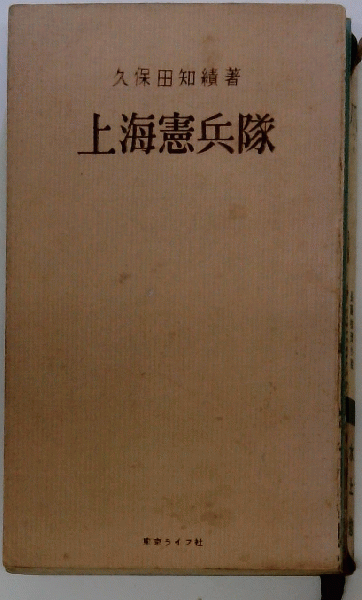 久保田知績著
上海憲兵隊
東京ライフ社